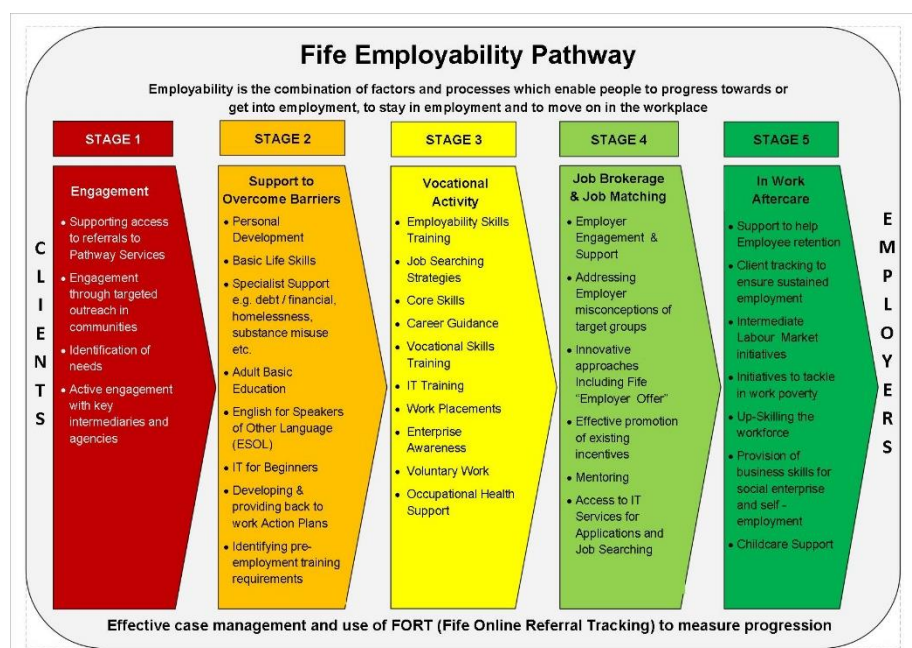 Fife Employability Pathway
Employability is the combination of factors and processes which enable people to progress towards or
get into employment, to stay in employment and to move on in the workplace
CLIENTS
STAGE 1
Engagement
• Supporting access
to referrals to
Pathway Services
• Engagement
through targeted
outreach in
communities
• Identification of
needs
• Active engagement
with key
intermediaries and
agencies
STAGE 2
Support to
Overcome Barriers
• Personal
Development
• Basic Life Skills
• Specialist Support
e.g. debt / financial,
homelessness,
substance misuse
etc.
• Adult Basic
Education
• English for Speakers
of Other Language
(ESOL)
• IT for Beginners
• Developing &
providing back to
work Action Plans
• Identifying pre-
employment training
requirements
STAGE 3
Vocational
Activity
• Employability Skills
Training
• Job Searching
Strategies
• Core Skills
• Career Guidance
• Vocational Skills
Training
• IT Training
• Work Placements
• Enterprise
Awareness
• Voluntary Work
• Occupational Health
Support
STAGE 4
Job Brokerage
& Job Matching
• Employer
Engagement &
Support
• Addressing
Employer
misconceptions of
target groups
• Innovative
approaches
Including Fife
“Employer Offer”
• Effective promotion
of existing
incentives
• Mentoring
• Access to IT
Services for
Applications and
Job Searching
STAGE 5
In Work
Aftercare
• Support to help
Employee retention
• Client tracking to
ensure sustained
employment
• Intermediate
Labour Market
initiatives
• Initiatives to tackle
in work poverty
• Up-Skilling the
workforce
• Provision of
business skills for
social enterprise
and self -
employment
• Childcare Support
EMPLOYERS
Effective case management and use of FORT (Fife Online Referral Tracking) to measure progression